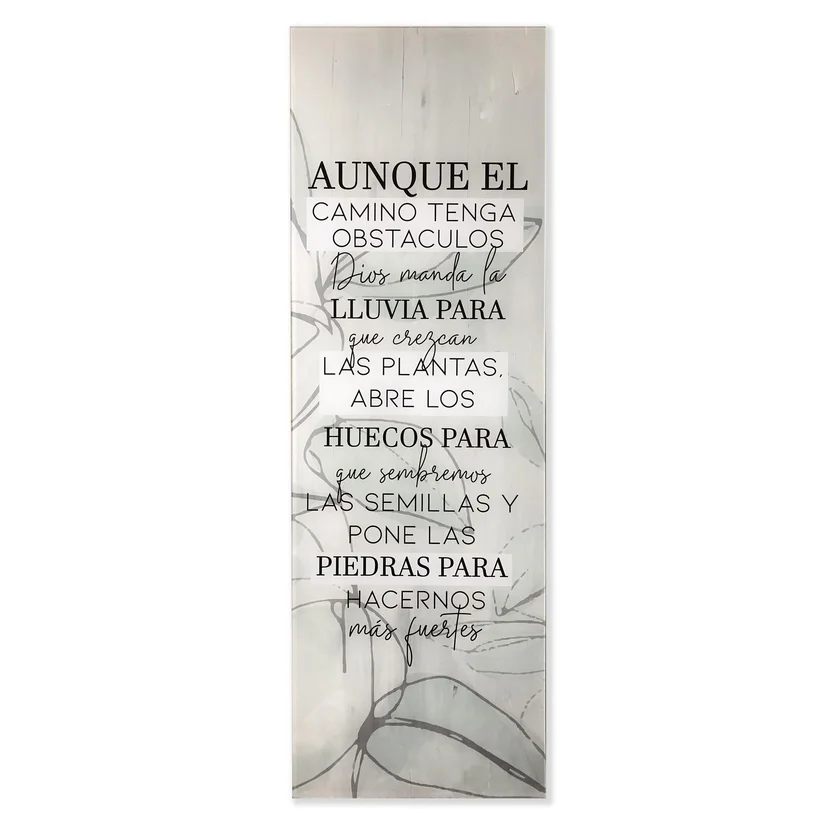 AUNQUE EL
CAMINO TENGA
OBSTACULOS
Dios manda la
LLUVIA PARA
que crezcan
LAS PLANTAS,
ABRE LOS
HUECOS PARA
que sembremos
LAS SEMILLAS Y
PONE LAS
PIEDRAS PARA
HACERNOS
más fuertes